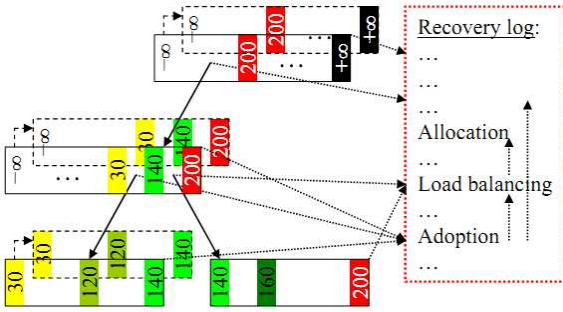 −∞ 200 ... +∞
−∞ 200 ... +∞
−∞ 30 140 200
−∞ ... 30 140 200
30 120 140
30 120 140
140 160 200
Recovery log:
...
...
...
Allocation
...
Load balancing
...
Adoption
...